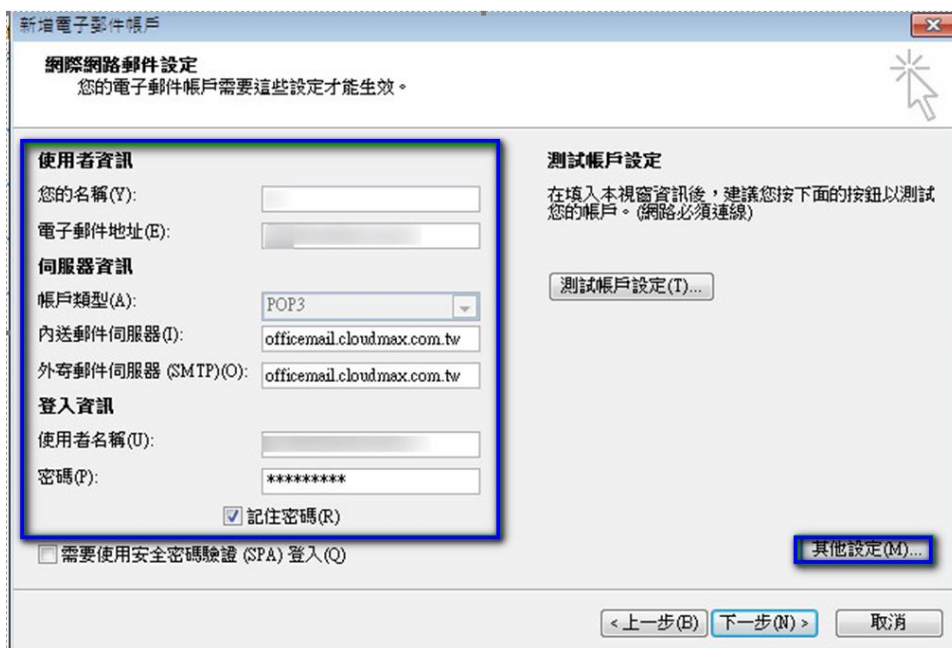 新增電子郵件帳戶
網際網路郵件設定
您的電子郵件帳戶需要這些設定才能生效。
使用者資訊
您的名稱(Y):
電子郵件地址(E):
伺服器資訊
帳戶類型(A):
POP3
內送郵件伺服器(I):
officemail.cloudmax.com.tw
外寄郵件伺服器 (SMTP)(O):
officemail.cloudmax.com.tw
登入資訊
使用者名稱(U):
密碼(P):
*********
記住密碼(R)
需要使用安全密碼驗證 (SPA) 登入(Q)
測試帳戶設定
在填入本視窗資訊後，建議您按下面的按鈕以測試
您的帳戶。(網路必須連線)
測試帳戶設定(T)...
其他設定(M)...
< 上一步(B)
下一步(N) >
取消